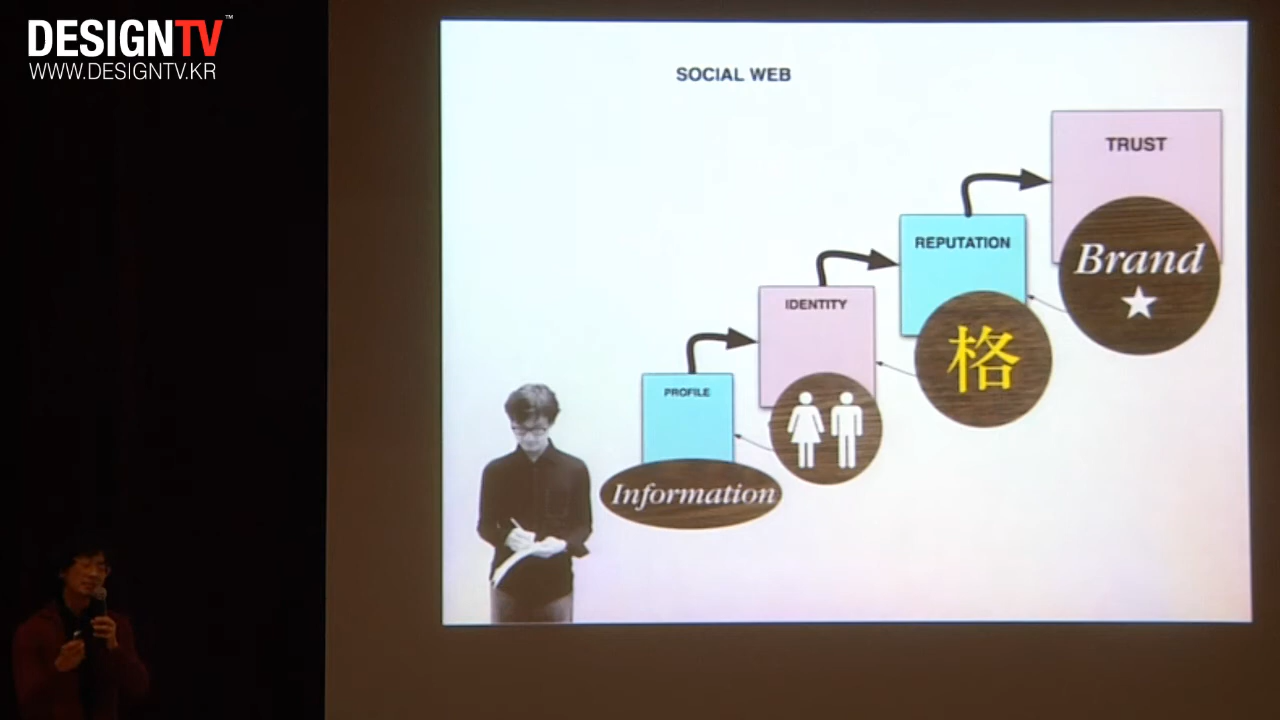 DESIGNTV™
WWW.DESIGNTV.KR
SOCIAL WEB
TRUST
Brand
REPUTATION
格
IDENTITY
PROFILE
Information